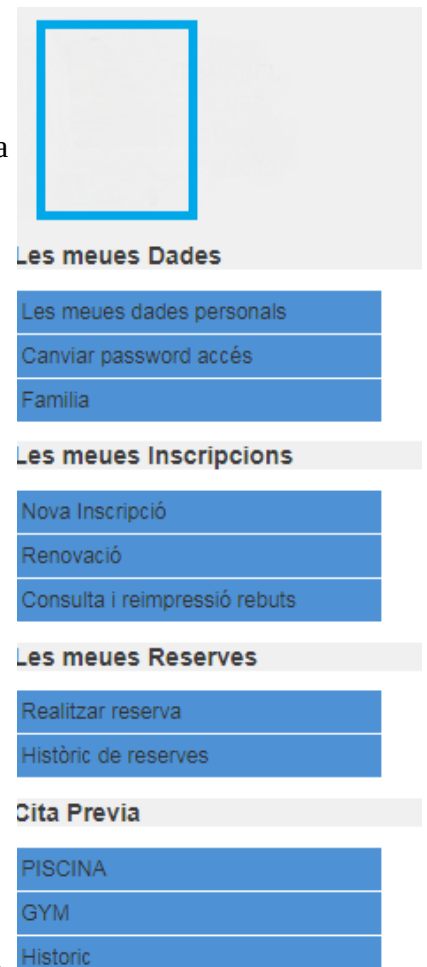 a
Les meues Dades
Les meues dades personals
Canviar password accés
Familia
Les meues Inscripcions
Nova Inscripció
Renovació
Consulta i reimpressió rebuts
Les meues Reserves
Realitzar reserva
Històric de reserves
Cita Previa
PISCINA
GYM
Historic